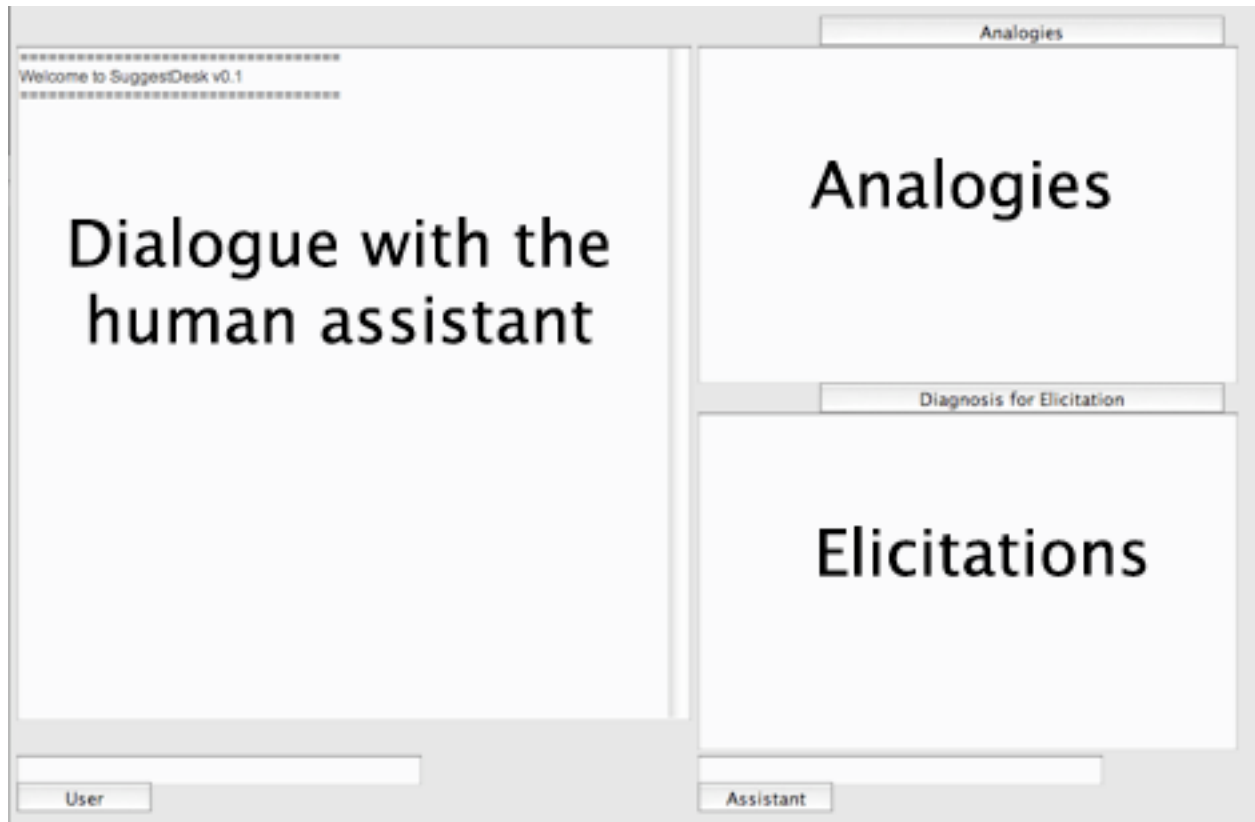 Analogies
==================================
Welcome to SuggestDesk v0.1
==================================
Dialogue with the
human assistant
Analogies
Diagnosis for Elicitation
Elicitations
User
Assistant